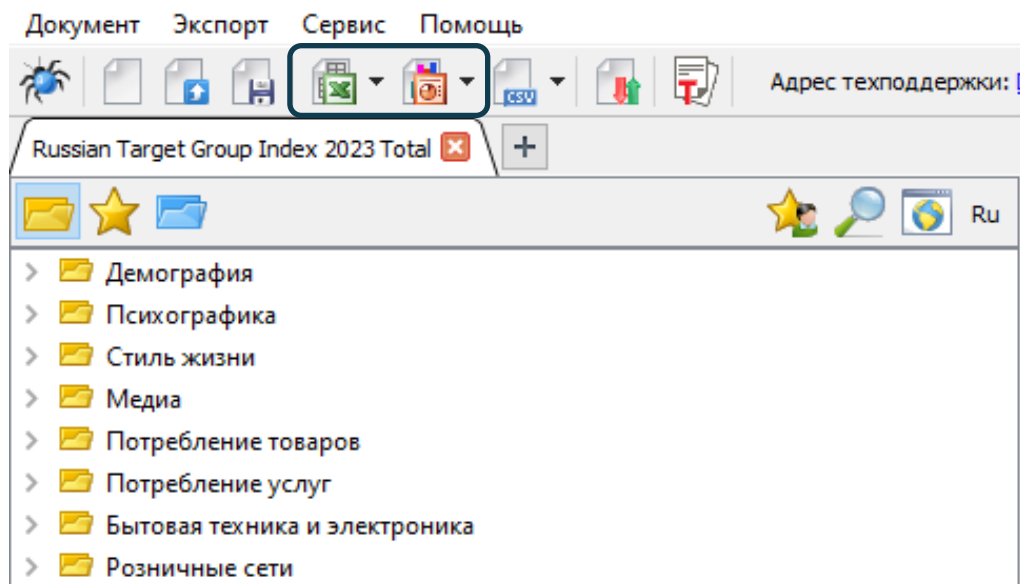 Документ Экспорт Сервис Помощь
CSV Адрес техподдержки:
Russian Target Group Index 2023 Total
Ru
Демография
Психографика
Стиль жизни
Медиа
Потребление товаров
Потребление услуг
Бытовая техника и электроника
Розничные сети